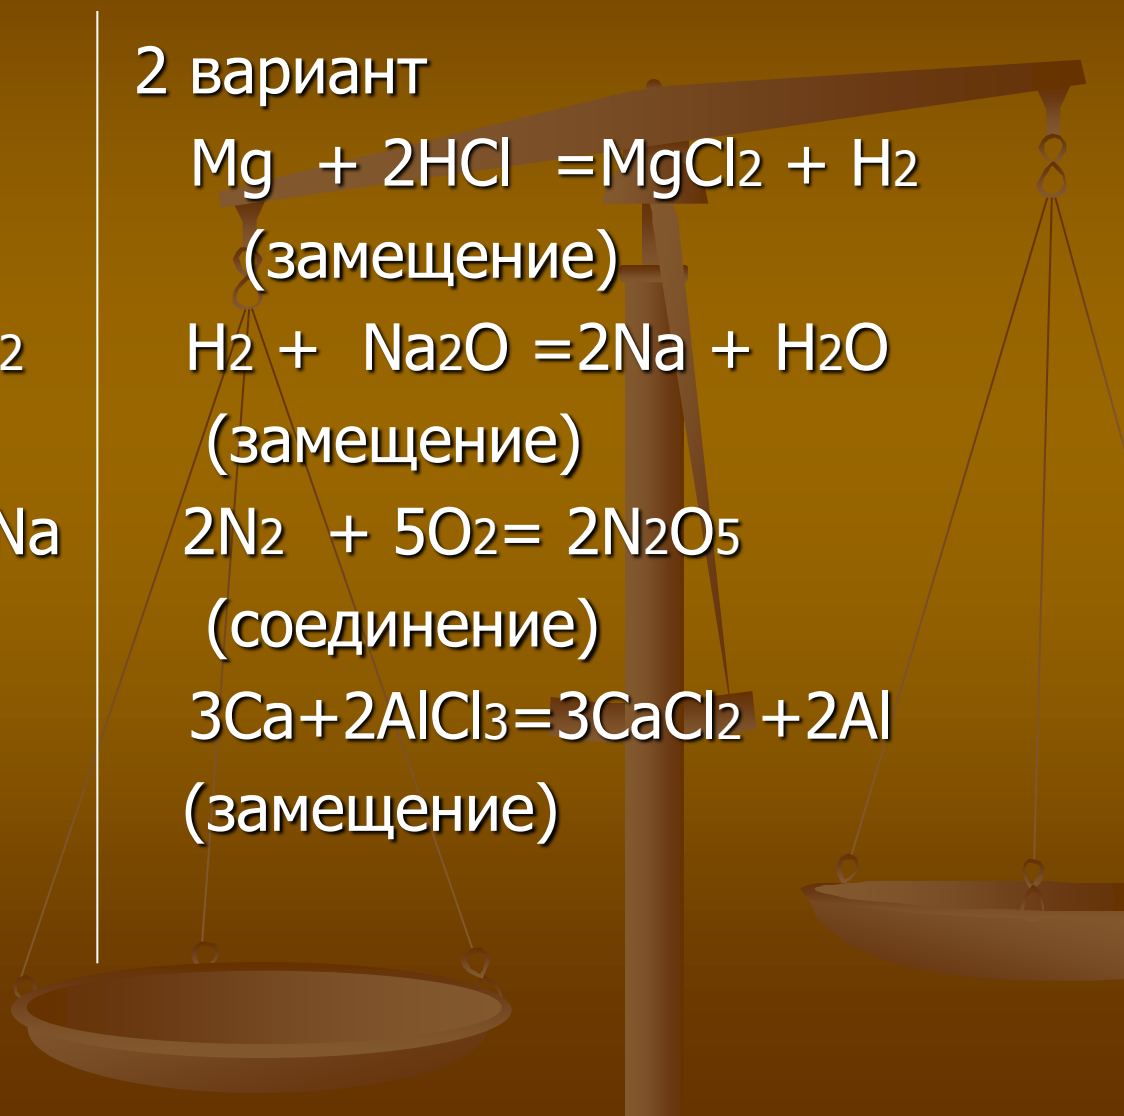 2 вариант
Mg + 2HCl =MgCl2 + H2
(замещение)
2 H2 + Na2O =2Na + H2O
(замещение)
Na 2N2 + 5O2= 2N2O5
(соединение)
3Ca+2AlCl3=3CaCl2 +2Al
(замещение)